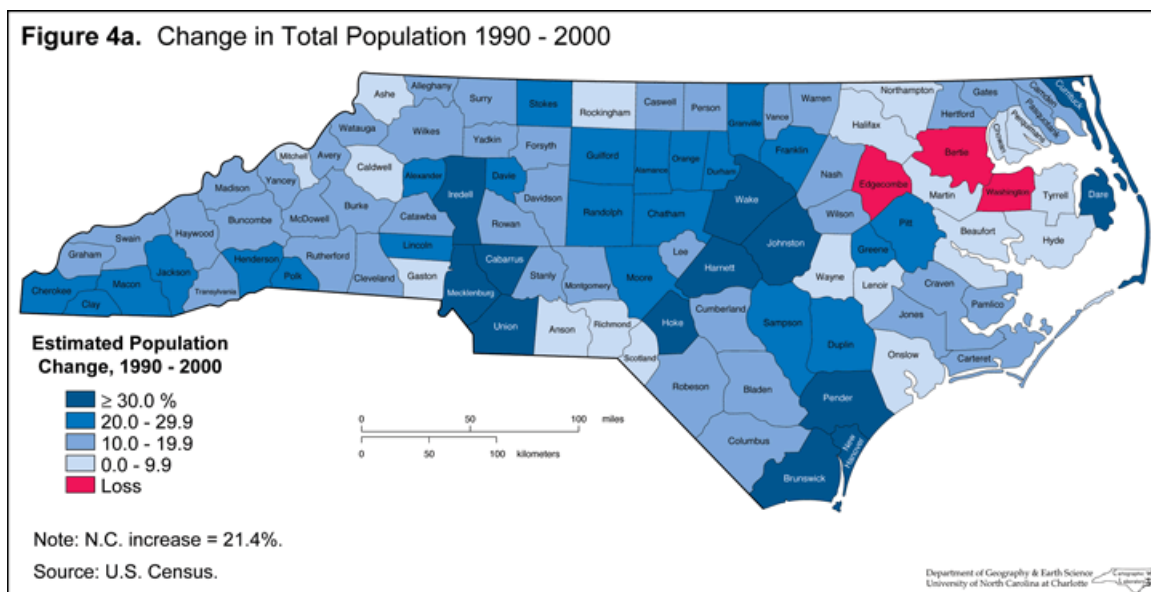 Figure 4a. Change in Total Population 1990 - 2000
Ashe
Alleghany
Surry
Stokes
Rockingham
Caswell
Person
Granville
Vance
Warren
Northampton
Gates
Camden
Currituck
Pasquotank
Perquimans
Chowan
Hertford
Halifax
Watauga
Wilkes
Yadkin
Forsyth
Guilford
Alamance
Orange
Durham
Franklin
Nash
Edgecombe
Bertie
Mitchell
Avery
Caldwell
Alexander
Davie
Iredell
Davidson
Randolph
Chatham
Wake
Wilson
Martin
Washington
Tyrrell
Dare
Madison
Yancey
Burke
Catawba
Rowan
Buncombe
McDowell
Swain
Haywood
Graham
Jackson
Henderson
Polk
Rutherford
Cleveland
Lincoln
Gaston
Cabarrus
Stanly
Montgomery
Moore
Lee
Harnett
Johnston
Wayne
Greene
Pitt
Beaufort
Hyde
Cherokee
Clay
Macon
Transylvania
Mecklenburg
Union
Anson
Richmond
Scotland
Hoke
Cumberland
Sampson
Duplin
Lenoir
Jones
Craven
Pamlico
Carteret
Onslow
Robeson
Bladen
Pender
Columbus
New
Hanover
Brunswick
Estimated Population
Change, 1990 - 2000
≥ 30.0 %
20.0 - 29.9
10.0 - 19.9
0.0 - 9.9
Loss
0 50 100 miles
0 50 100 kilometers
Note: N.C. increase = 21.4%.
Source: U.S. Census.
Department of Geography & Earth Science
University of North Carolina at Charlotte